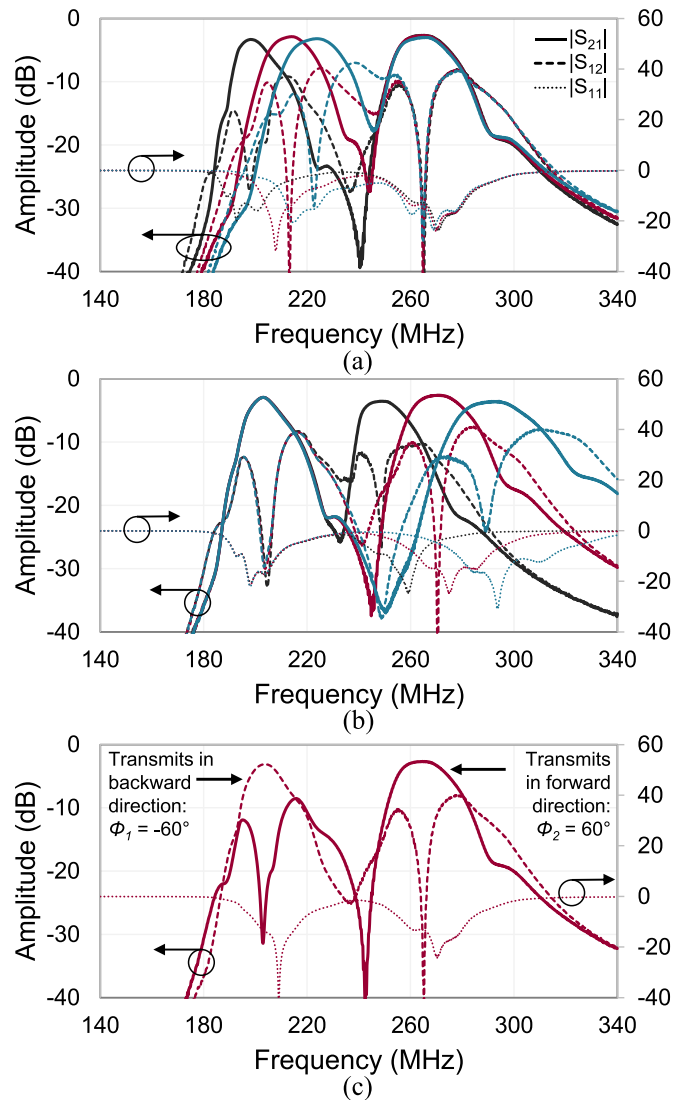 0
-10
-20
-30
-40
Amplitude (dB)
60
40
20
0
-20
-40
|S21|
|S12|
|S11|
140 180 220 260 300 340
Frequency (MHz)
(a)
0
-10
-20
-30
-40
Amplitude (dB)
60
40
20
0
-20
-40
140 180 220 260 300 340
Frequency (MHz)
(b)
0
-10
-20
-30
-40
Amplitude (dB)
60
40
20
0
-20
-40
Transmits in
backward
direction:
Φ1 = -60°
Transmits
in forward
direction:
Φ2 = 60°
140 180 220 260 300 340
Frequency (MHz)
(c)